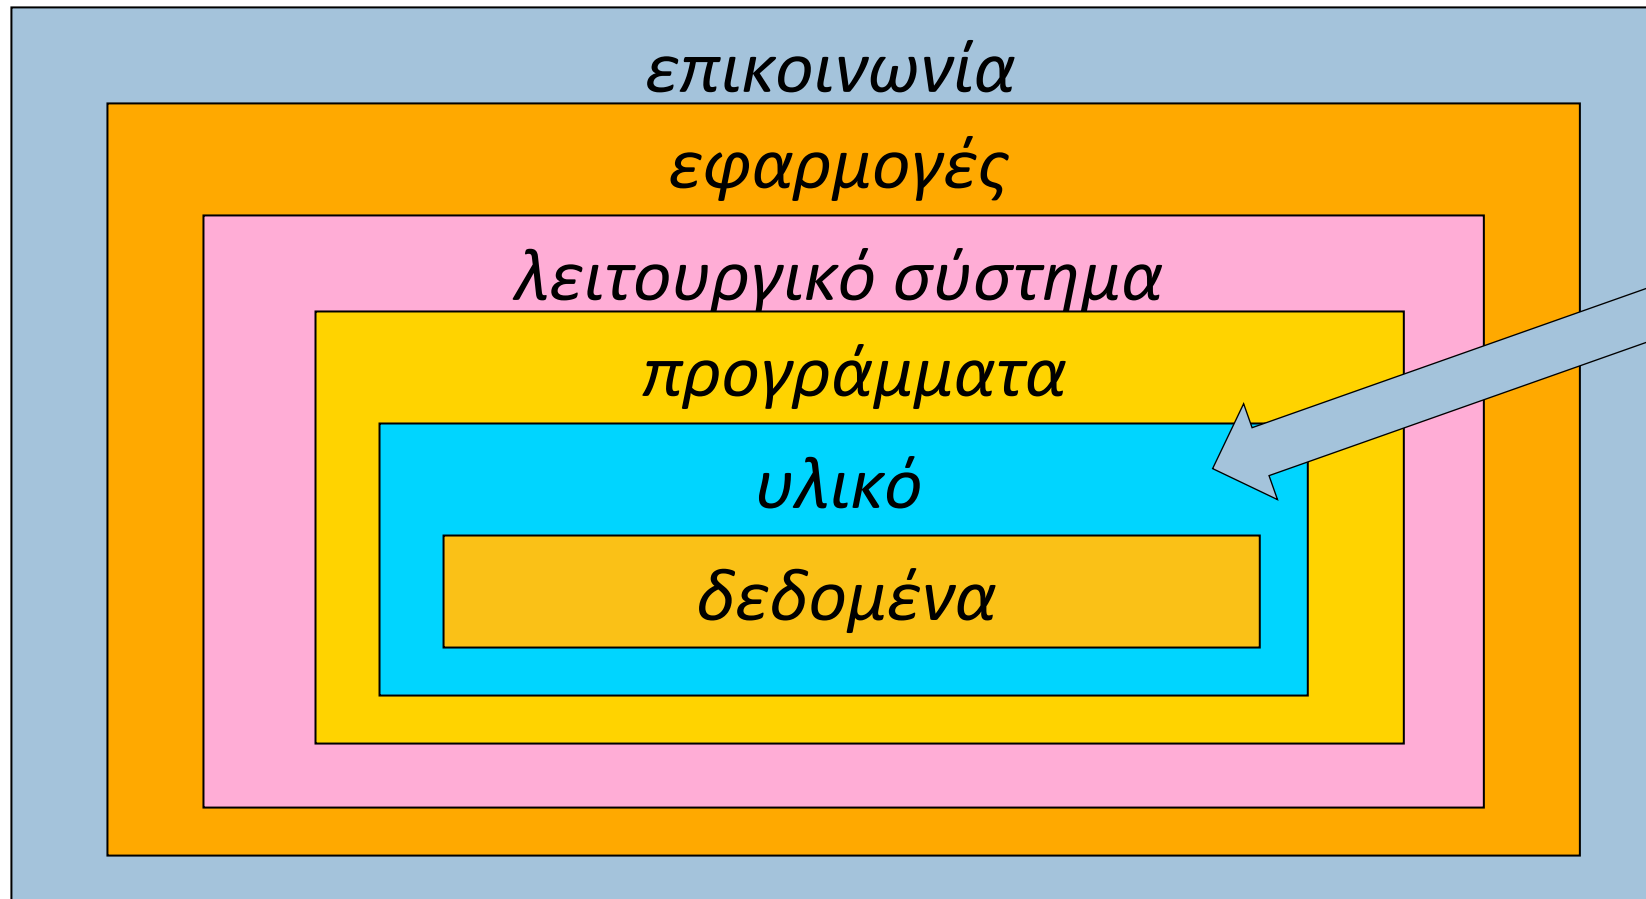 επικοινωνία
εφαρμογές
λειτουργικό σύστημα
προγράμματα
υλικό
δεδομένα